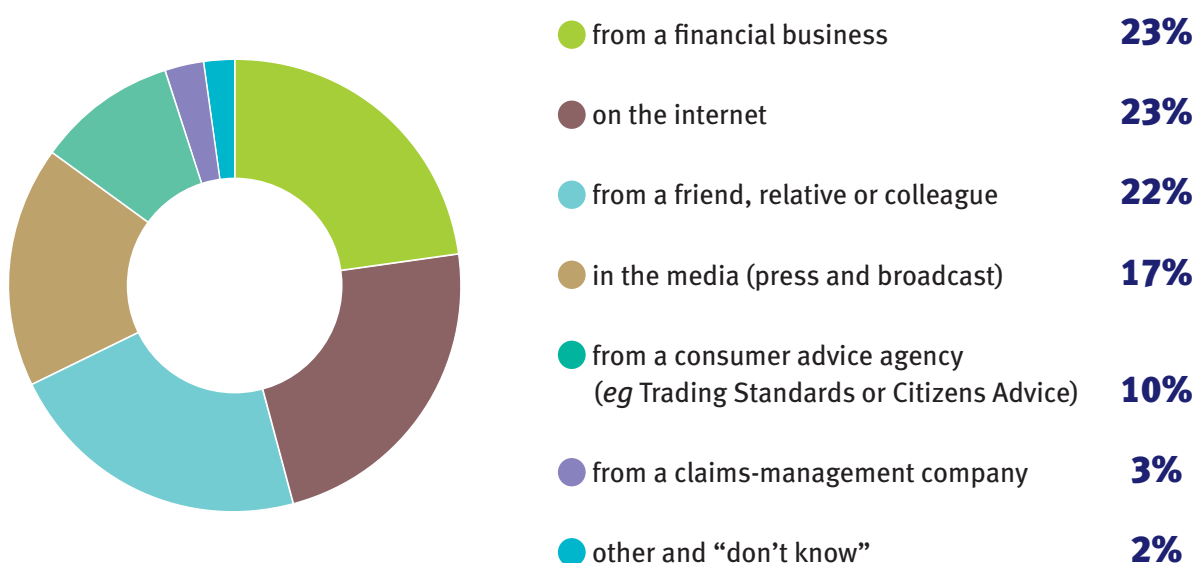 from a financial business 23%
on the internet 23%
from a friend, relative or colleague 22%
in the media (press and broadcast) 17%
from a consumer advice agency
(eg Trading Standards or Citizens Advice) 10%
from a claims-management company 3%
other and “don’t know” 2%